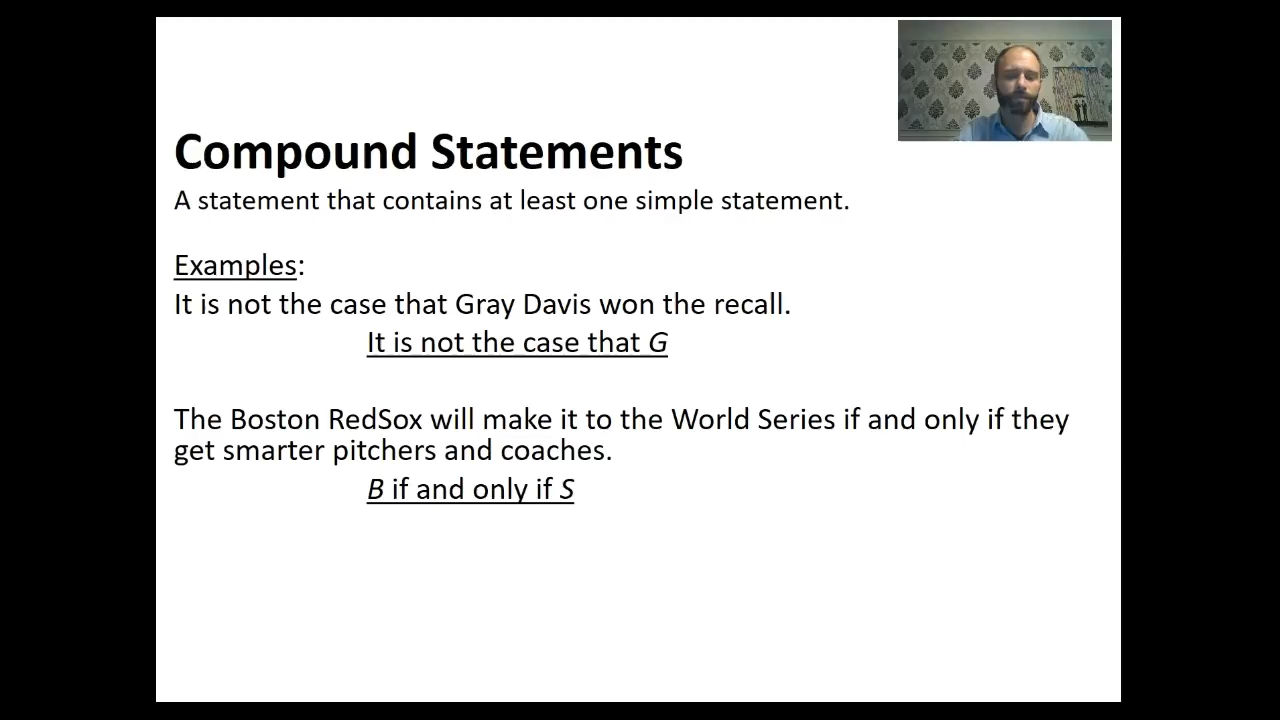 Compound Statements
A statement that contains at least one simple statement.
Examples:
It is not the case that Gray Davis won the recall.
It is not the case that G
The Boston RedSox will make it to the World Series if and only if they
get smarter pitchers and coaches.
B if and only if S